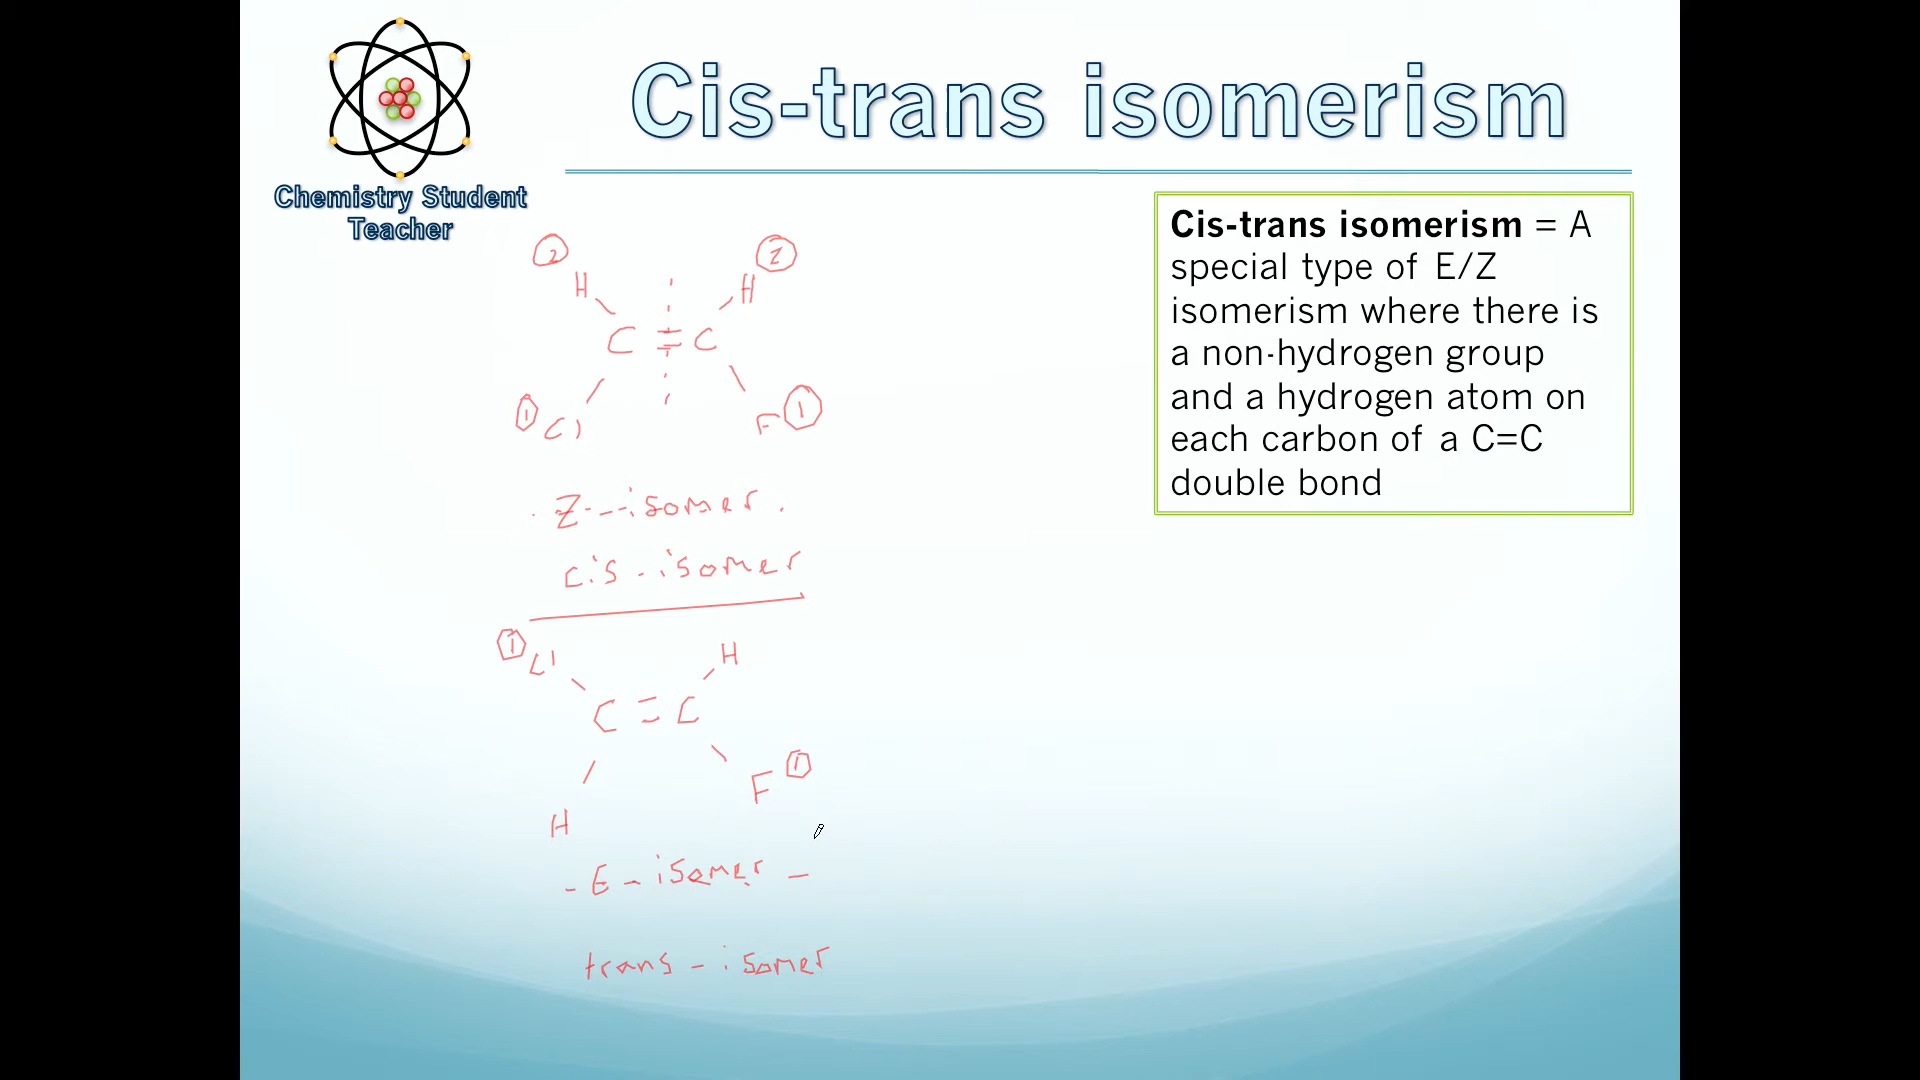 Cis-trans isomerism
Chemistry Student
Teacher
Cis-trans isomerism = A
special type of E/Z
isomerism where there is
a non-hydrogen group
and a hydrogen atom on
each carbon of a C=C
double bond
2 2
H H
C = C
1 Cl F 1
Z - isomer
cis - isomer
1 Cl H
C = C
F 1
H
- E - isomer -
trans - isomer